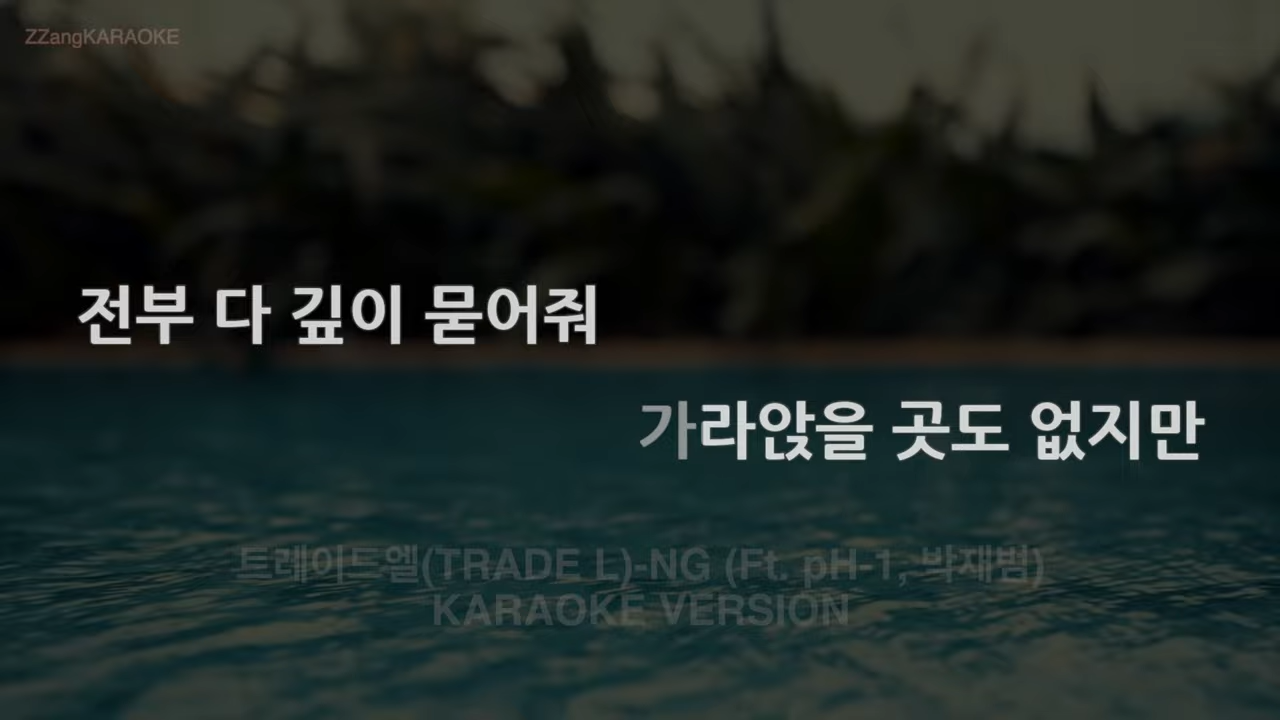 ZZangKARAOKE
전부 다 깊이 묻어줘
가라앉을 곳도 없지만
트레이드엘(TRADE L)-NG (Ft. pH-1, 박재범)
KARAOKE VERSION